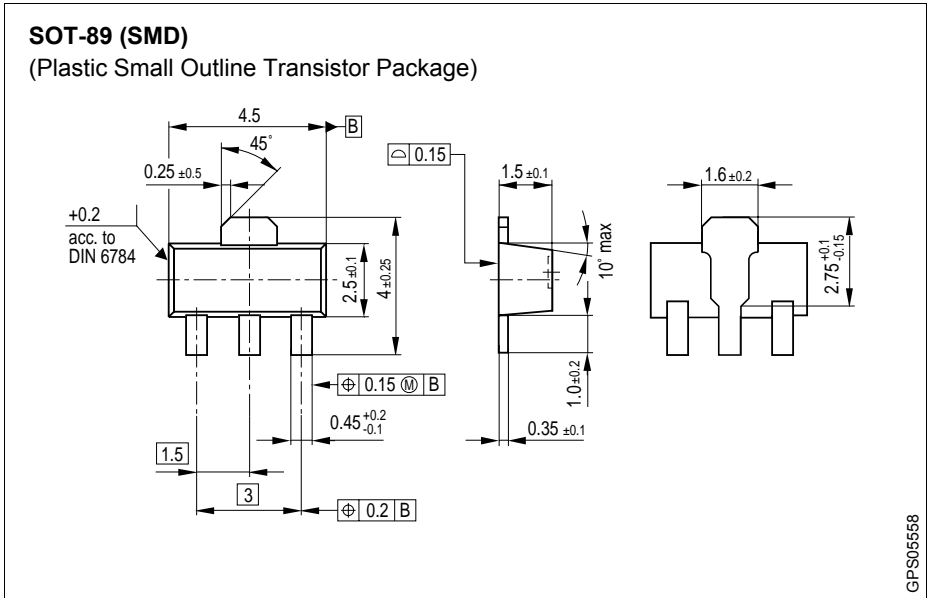 SOT-89 (SMD)
(Plastic Small Outline Transistor Package)
4.5
B
45°
0.25 ±0.5
+0.2
acc. to
DIN 6784
2.5 ±0.1
4 ±0.25
⌓ 0.15
1.5 ±0.1
10° max
1.6 ±0.2
2.75 +0.1 -0.15
⌖ 0.15 Ⓜ B
0.45 +0.2 -0.1
1.0 ±0.2
0.35 ±0.1
1.5
3
⌖ 0.2 B
GPS05558